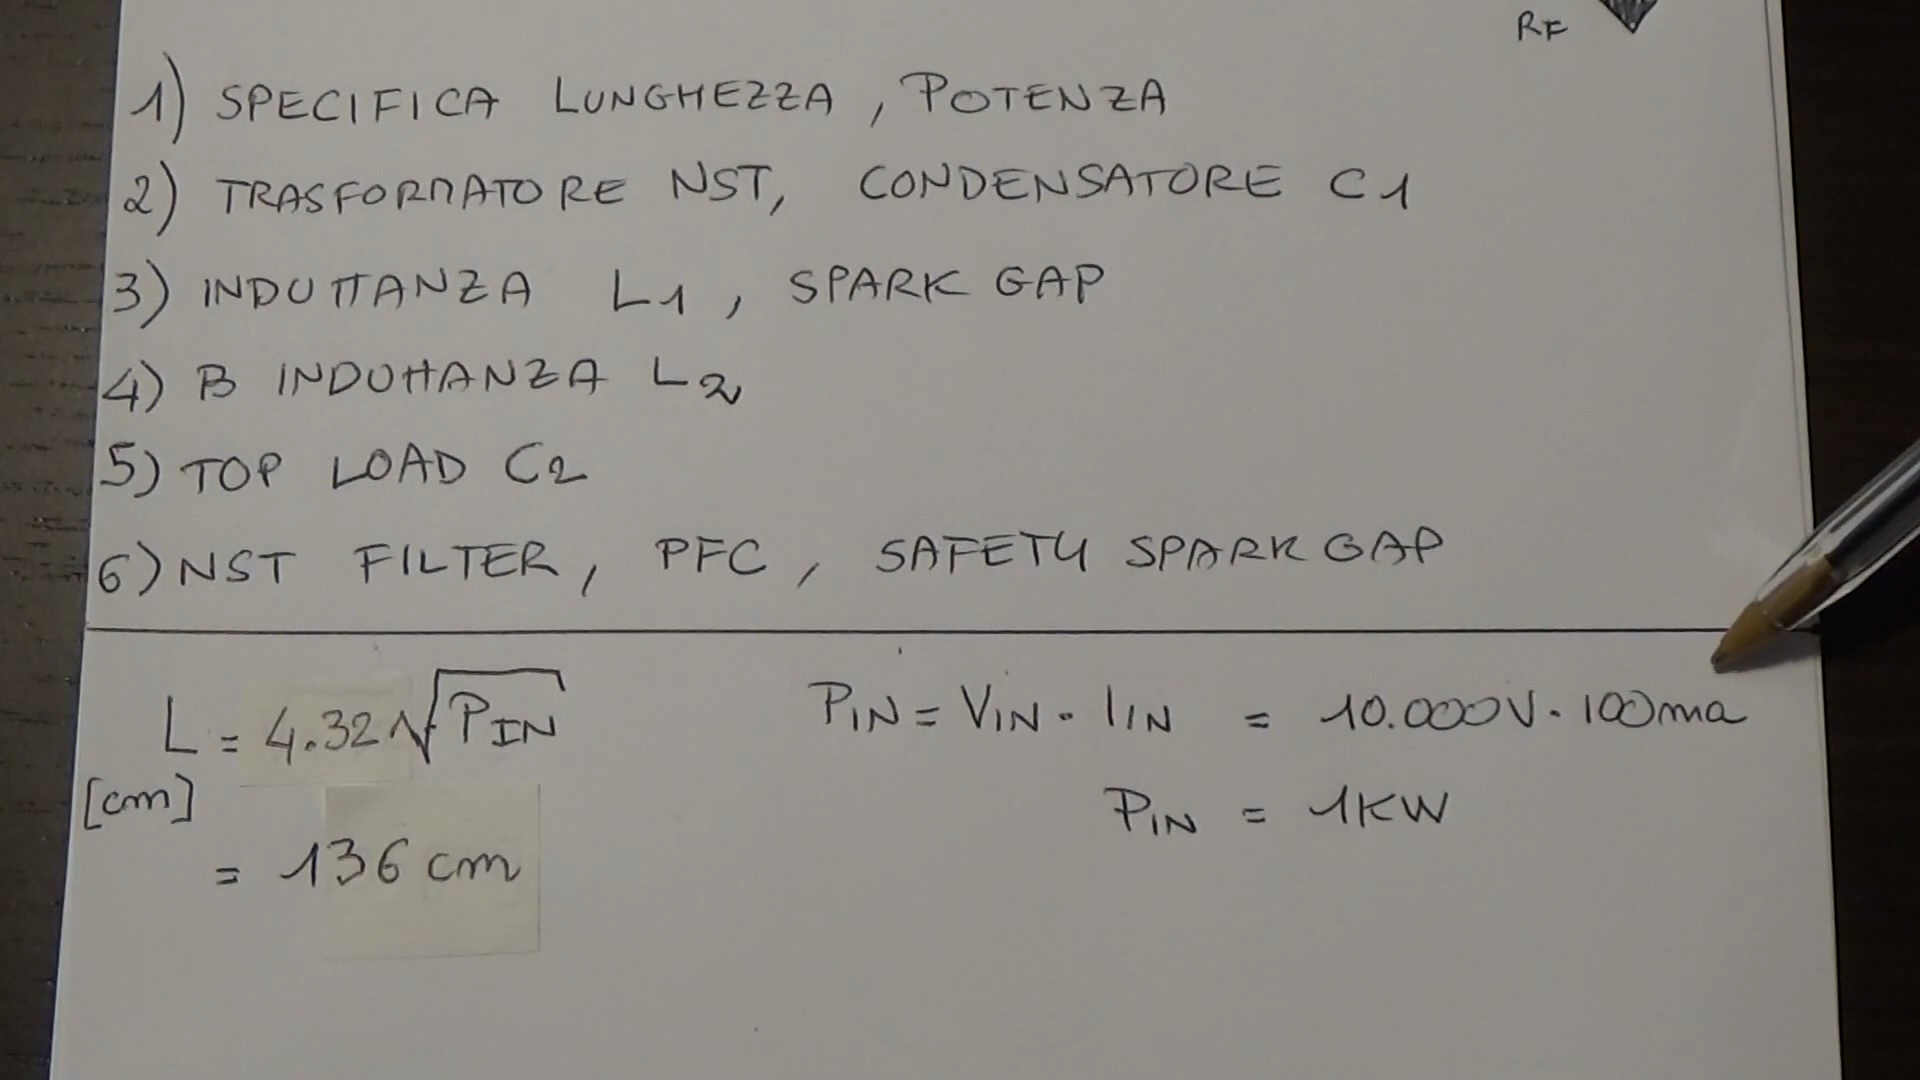 RF
1) SPECIFICA LUNGHEZZA, POTENZA
2) TRASFORMATORE NST, CONDENSATORE C1
3) INDUTTANZA L1, SPARK GAP
4) B INDUTTANZA L2
5) TOP LOAD C2
6) NST FILTER, PFC, SAFETY SPARK GAP
L = 4.32 √PIN
[cm]
= 136 cm
PIN = VIN · IIN = 10.000V · 100ma
PIN = 1KW